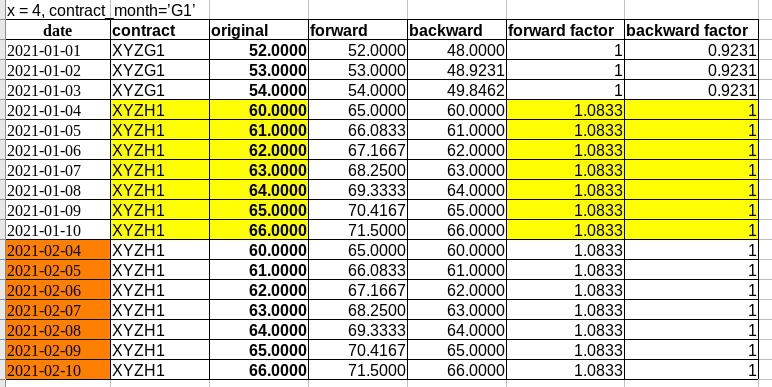 x = 4, contract_month='G1'
date contract original forward backward forward factor backward factor
2021-01-01 XYZG1 52.0000 52.0000 48.0000 1 0.9231
2021-01-02 XYZG1 53.0000 53.0000 48.9231 1 0.9231
2021-01-03 XYZG1 54.0000 54.0000 49.8462 1 0.9231
2021-01-04 XYZH1 60.0000 65.0000 60.0000 1.0833 1
2021-01-05 XYZH1 61.0000 66.0833 61.0000 1.0833 1
2021-01-06 XYZH1 62.0000 67.1667 62.0000 1.0833 1
2021-01-07 XYZH1 63.0000 68.2500 63.0000 1.0833 1
2021-01-08 XYZH1 64.0000 69.3333 64.0000 1.0833 1
2021-01-09 XYZH1 65.0000 70.4167 65.0000 1.0833 1
2021-01-10 XYZH1 66.0000 71.5000 66.0000 1.0833 1
2021-02-04 XYZH1 60.0000 65.0000 60.0000 1.0833 1
2021-02-05 XYZH1 61.0000 66.0833 61.0000 1.0833 1
2021-02-06 XYZH1 62.0000 67.1667 62.0000 1.0833 1
2021-02-07 XYZH1 63.0000 68.2500 63.0000 1.0833 1
2021-02-08 XYZH1 64.0000 69.3333 64.0000 1.0833 1
2021-02-09 XYZH1 65.0000 70.4167 65.0000 1.0833 1
2021-02-10 XYZH1 66.0000 71.5000 66.0000 1.0833 1